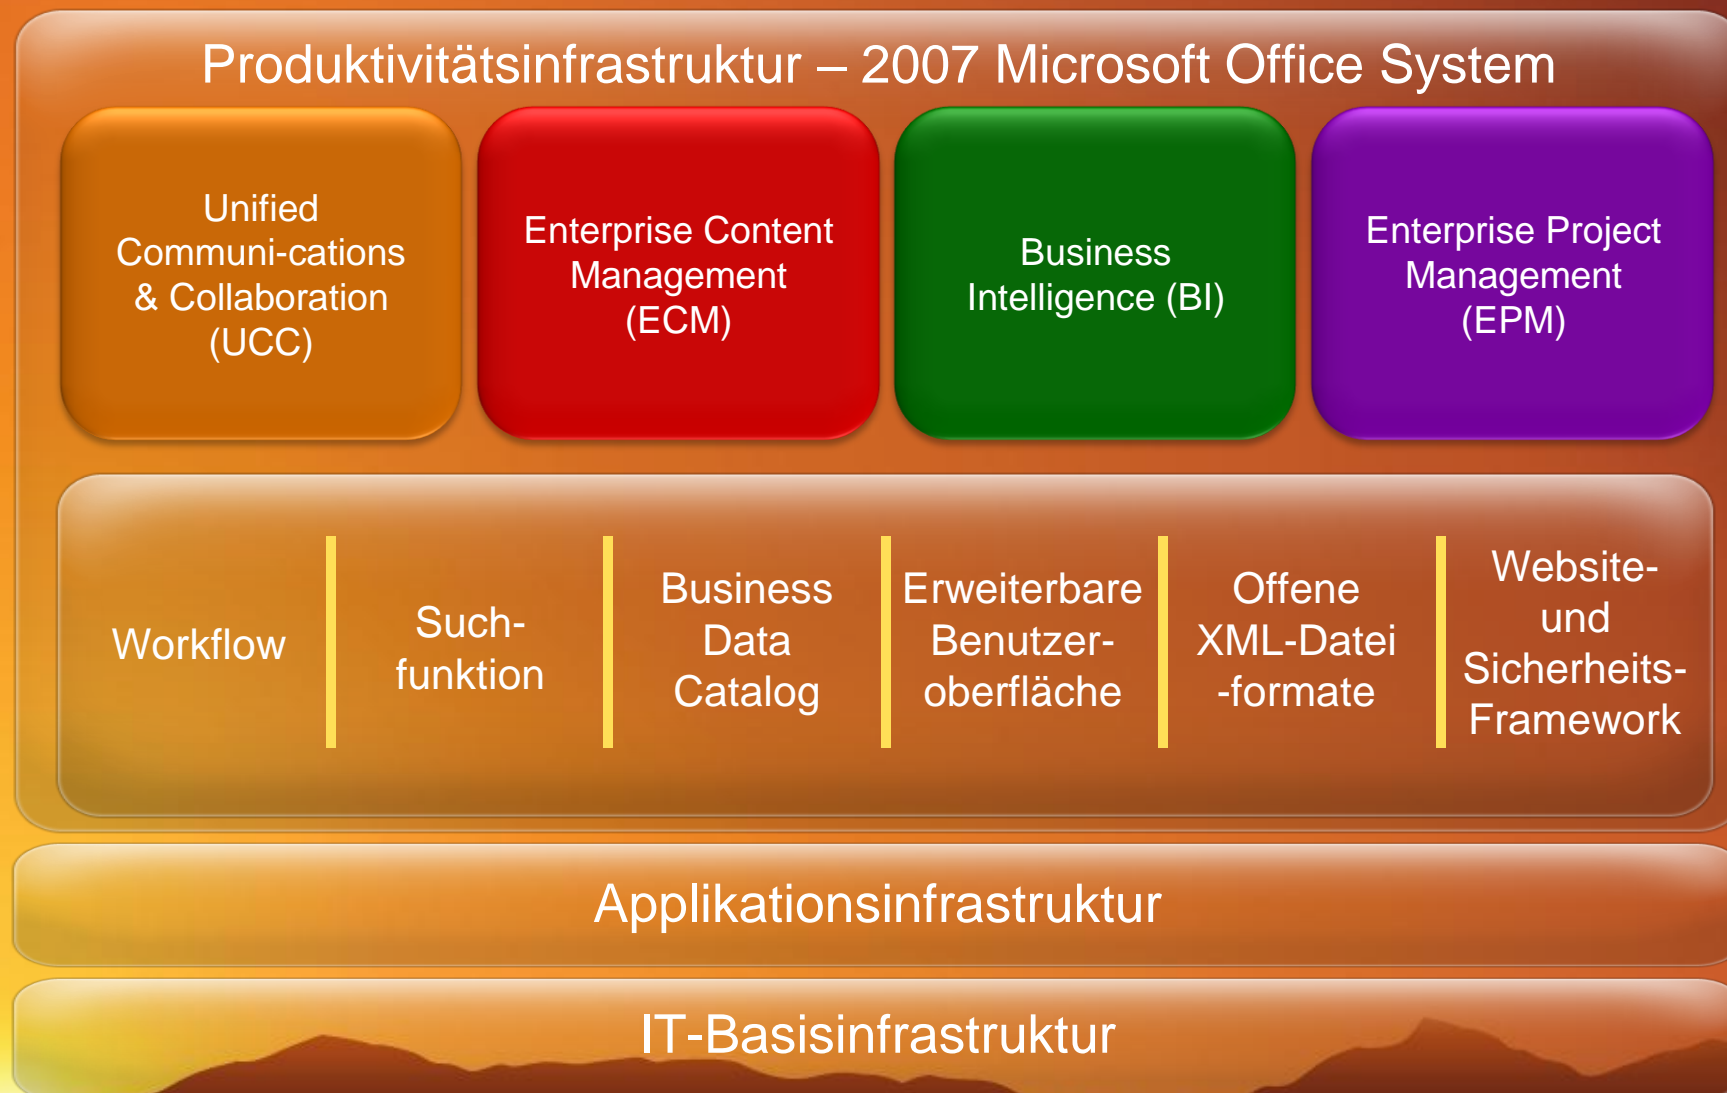 Produktivitätsinfrastruktur – 2007 Microsoft Office System
Unified
Communi-cations
& Collaboration
(UCC)
Enterprise Content
Management
(ECM)
Business
Intelligence (BI)
Enterprise Project
Management
(EPM)
Workflow
Such-
funktion
Business
Data
Catalog
Erweiterbare
Benutzer-
oberfläche
Offene
XML-Datei
-formate
Website-
und
Sicherheits-
Framework
Applikationsinfrastruktur
IT-Basisinfrastruktur